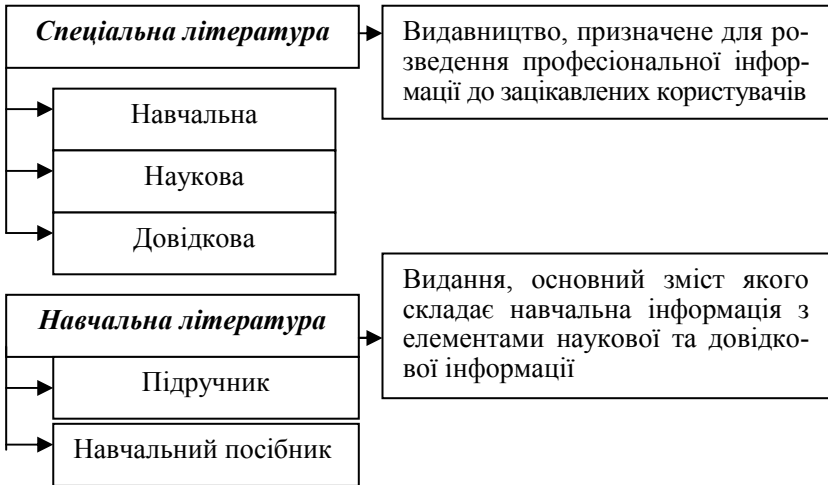 Спеціальна література
Видавництво, призначене для ро-
зведення професіональної інфор-
мації до зацікавлених користувачів
Навчальна
Наукова
Довідкова
Навчальна література
Видання, основний зміст якого
складає навчальна інформація з
елементами наукової та довідко-
вої інформації
Підручник
Навчальний посібник